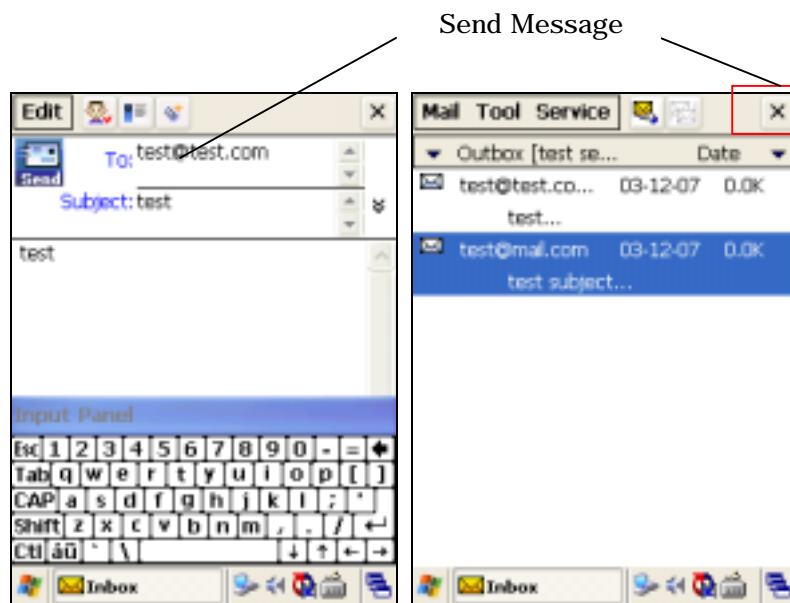 Send Message
Edit
To: test@test.com
Send
Subject: test
test
Input Panel
Esc 1 2 3 4 5 6 7 8 9 0 - =
Tab q w e r t y u i o p [ ]
CAP a s d f g h j k l ; '
Shift z x c v b n m , . /
Ctl áü ` \
Inbox
Mail Tool Service
Outbox [test se... Date
test@test.co... 03-12-07 0.0K
test...
test@mail.com 03-12-07 0.0K
test subject...
Inbox